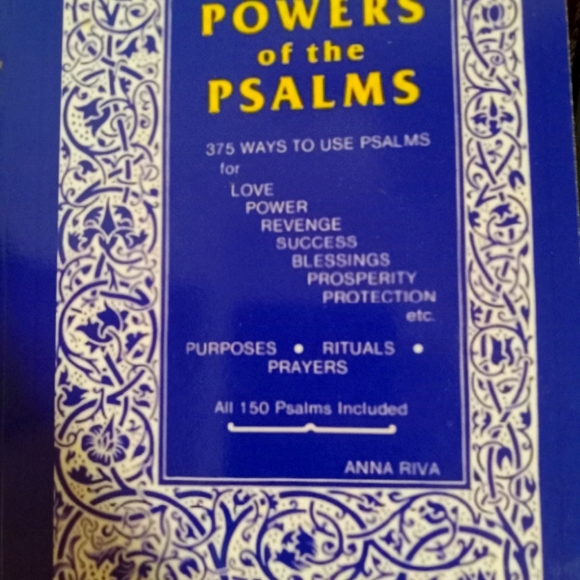 POWERS
of the
PSALMS
375 WAYS TO USE PSALMS
for
LOVE
POWER
REVENGE
SUCCESS
BLESSINGS
PROSPERITY
PROTECTION
etc.
PURPOSES • RITUALS •
PRAYERS
All 150 Psalms Included
ANNA RIVA